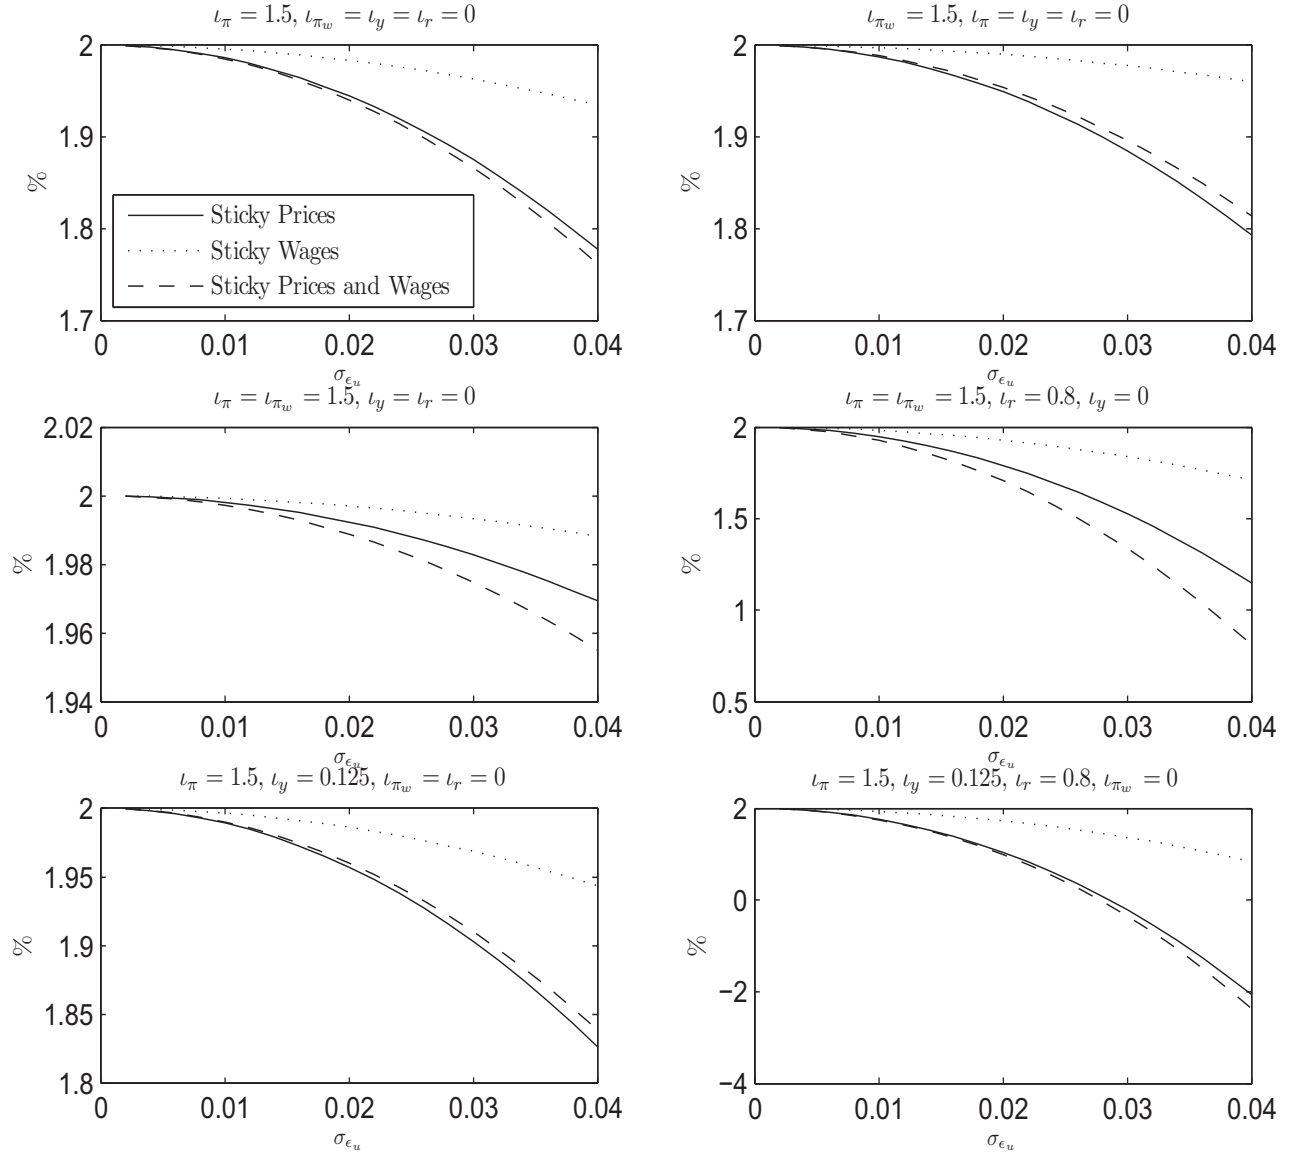 ι_π = 1.5, ι_{π_w} = ι_y = ι_r = 0
2
1.9
1.8
1.7
%
Sticky Prices
Sticky Wages
Sticky Prices and Wages
0 0.01 0.02 0.03 0.04
σ_{ϵ_u}
ι_{π_w} = 1.5, ι_π = ι_y = ι_r = 0
2
1.9
1.8
1.7
%
0 0.01 0.02 0.03 0.04
σ_{ϵ_u}
ι_π = ι_{π_w} = 1.5, ι_y = ι_r = 0
2.02
2
1.98
1.96
1.94
%
0 0.01 0.02 0.03 0.04
σ_{ϵ_u}
ι_π = ι_{π_w} = 1.5, ι_r = 0.8, ι_y = 0
2
1.5
1
0.5
%
0 0.01 0.02 0.03 0.04
σ_{ϵ_u}
ι_π = 1.5, ι_y = 0.125, ι_{π_w} = ι_r = 0
2
1.95
1.9
1.85
1.8
%
0 0.01 0.02 0.03 0.04
σ_{ϵ_u}
ι_π = 1.5, ι_y = 0.125, ι_r = 0.8, ι_{π_w} = 0
2
0
−2
−4
%
0 0.01 0.02 0.03 0.04
σ_{ϵ_u}